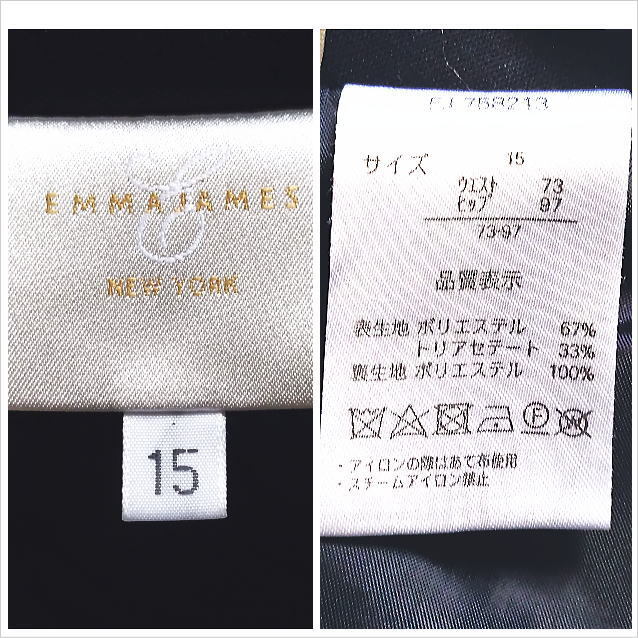 EMMAJAMES
NEW YORK
15
EJ 758213
サイズ 15
ウエスト 73
ヒップ 97
73-97
品質表示
表生地 ポリエステル 67%
トリアセテート 33%
裏生地 ポリエステル 100%
F W
・アイロンの際はあて布使用
・スチームアイロン禁止